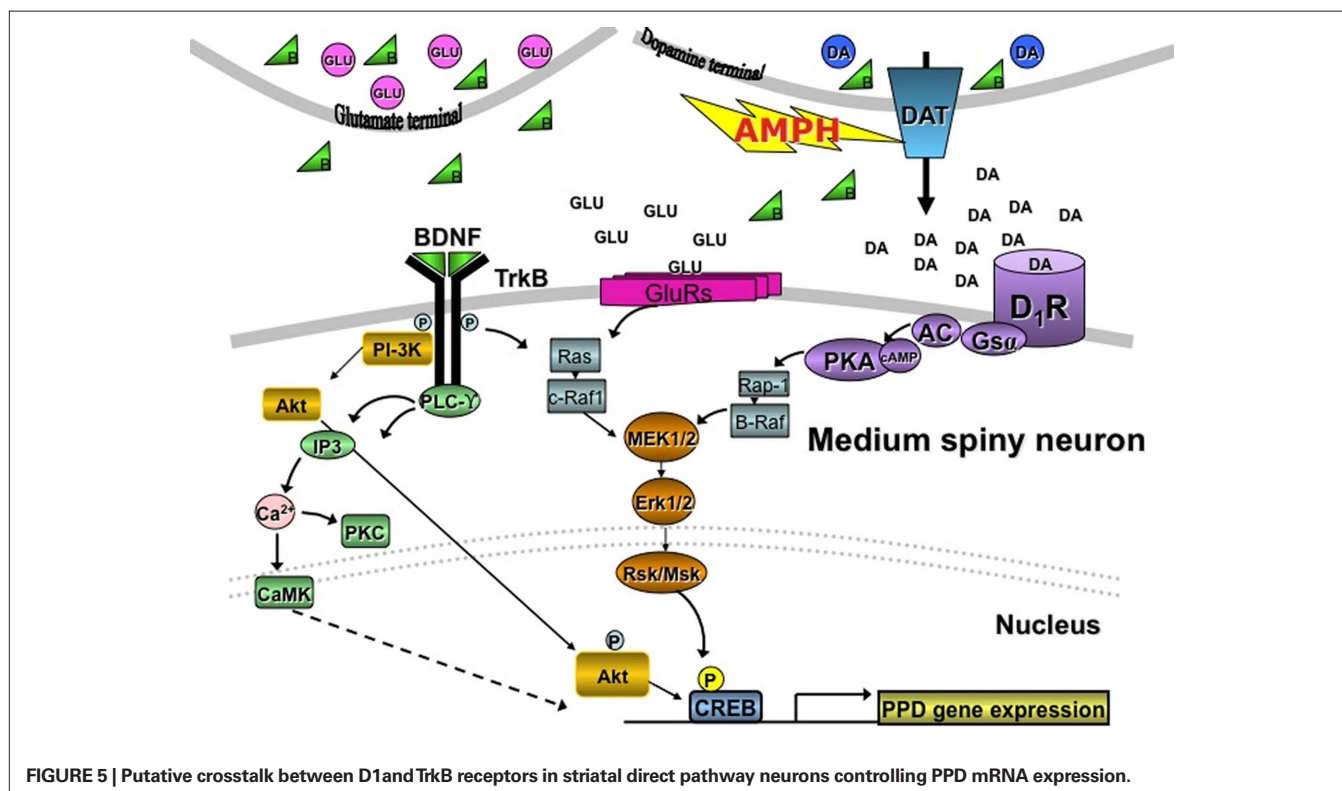 B
GLU
B
GLU
GLU
B
GLU
B
Glutamate terminal
B
B
B
Dopamine terminal
DA
B
B
DA
DAT
AMPH
B
B
GLU
GLU
GLU
GLU
GLU
GluRs
DA
DA
DA
DA
DA
DA
DA
DA
DA
DA
DA
D₁R
BDNF
TrkB
P
P
PI-3K
Akt
PLC-ϒ
IP3
Ca²⁺
PKC
CaMK
Ras
c-Raf1
MEK1/2
Erk1/2
Rsk/Msk
Rap-1
B-Raf
PKA
cAMP
AC
Gsα
Medium spiny neuron
Nucleus
P
Akt
P
CREB
PPD gene expression
FIGURE 5 | Putative crosstalk between D1 and TrkB receptors in striatal direct pathway neurons controlling PPD mRNA expression.